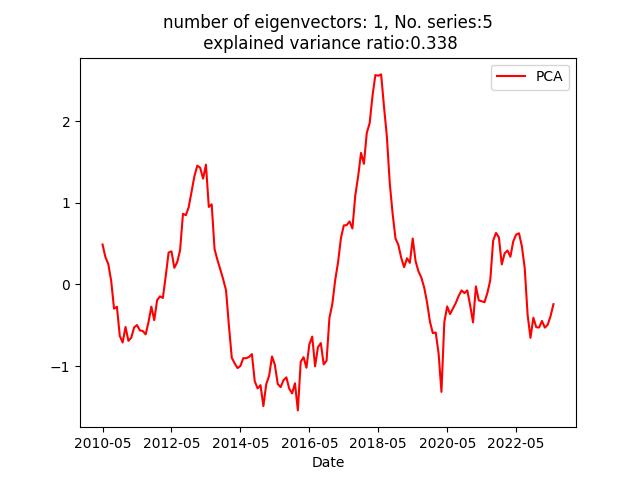 number of eigenvectors: 1, No. series:5
explained variance ratio:0.338
PCA
2
1
0
−1
2010-05 2012-05 2014-05 2016-05 2018-05 2020-05 2022-05
Date